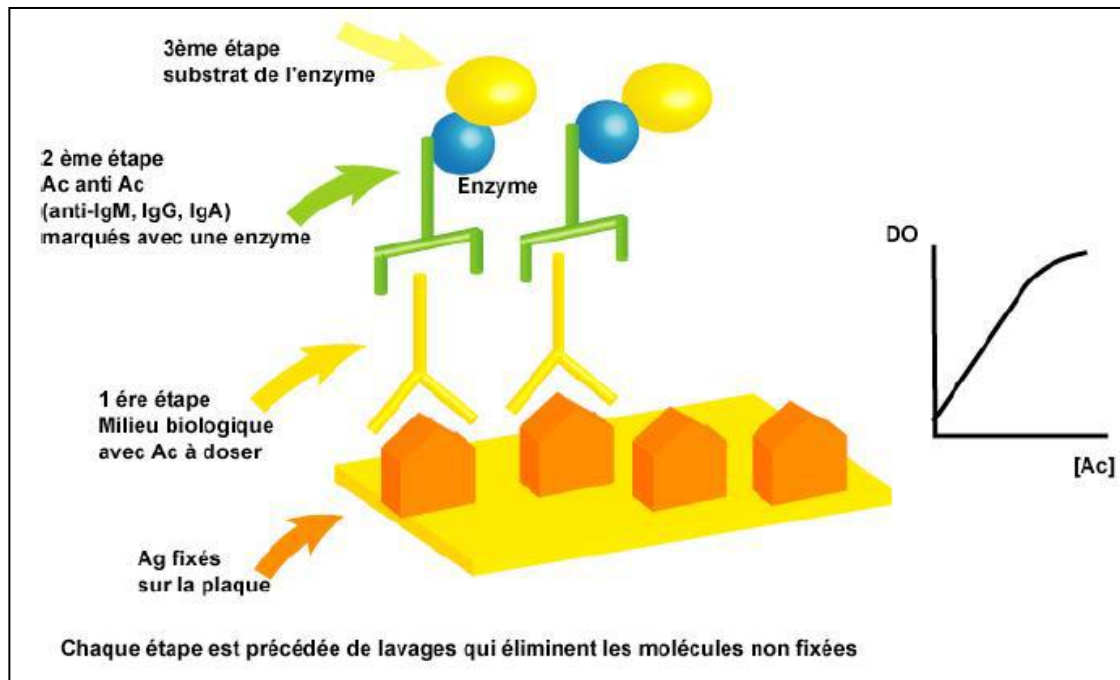 3ème étape
substrat de l'enzyme
2 ème étape
Ac anti Ac
(anti-IgM, IgG, IgA)
marqués avec une enzyme
Enzyme
1 ére étape
Milieu biologique
avec Ac à doser
Ag fixés
sur la plaque
DO
[Ac]
Chaque étape est précédée de lavages qui éliminent les molécules non fixées